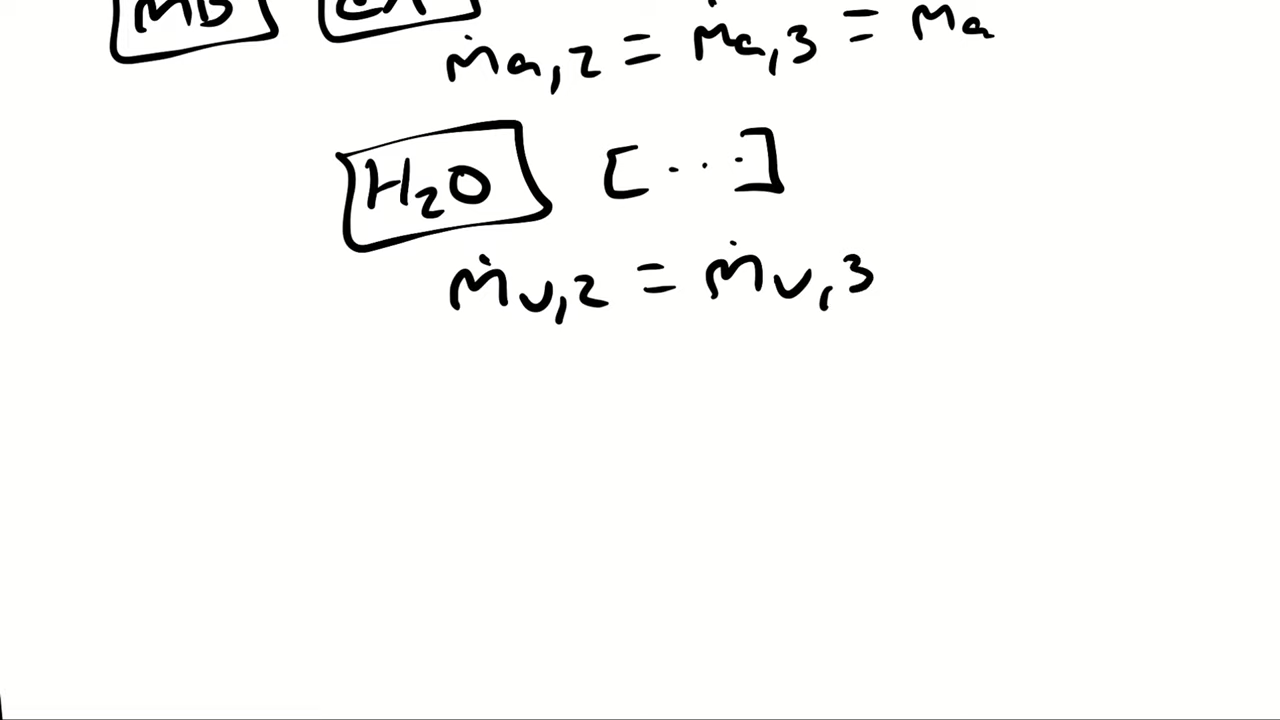 MB
ṁa,2 = ṁa,3 = ṁa
H₂O [...]
ṁv,2 = ṁv,3